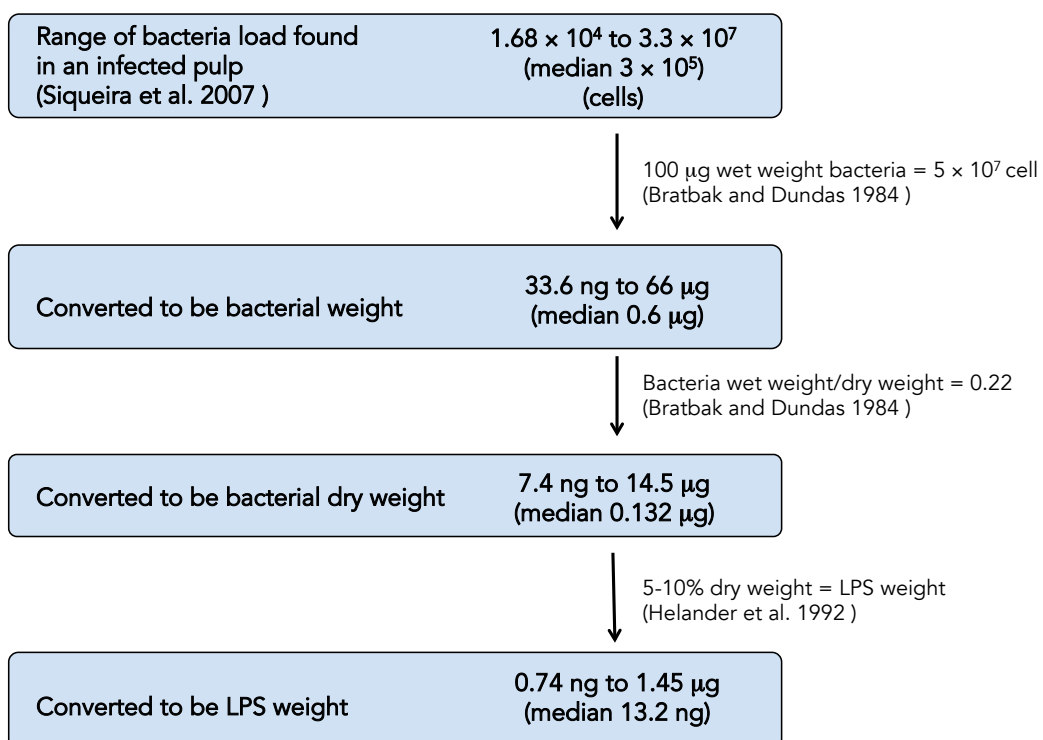 Range of bacteria load found
in an infected pulp
(Siqueira et al. 2007 )
1.68 × 10⁴ to 3.3 × 10⁷
(median 3 × 10⁵)
(cells)
100 μg wet weight bacteria = 5 × 10⁷ cell
(Bratbak and Dundas 1984 )
Converted to be bacterial weight
33.6 ng to 66 μg
(median 0.6 μg)
Bacteria wet weight/dry weight = 0.22
(Bratbak and Dundas 1984 )
Converted to be bacterial dry weight
7.4 ng to 14.5 μg
(median 0.132 μg)
5-10% dry weight = LPS weight
(Helander et al. 1992 )
Converted to be LPS weight
0.74 ng to 1.45 μg
(median 13.2 ng)